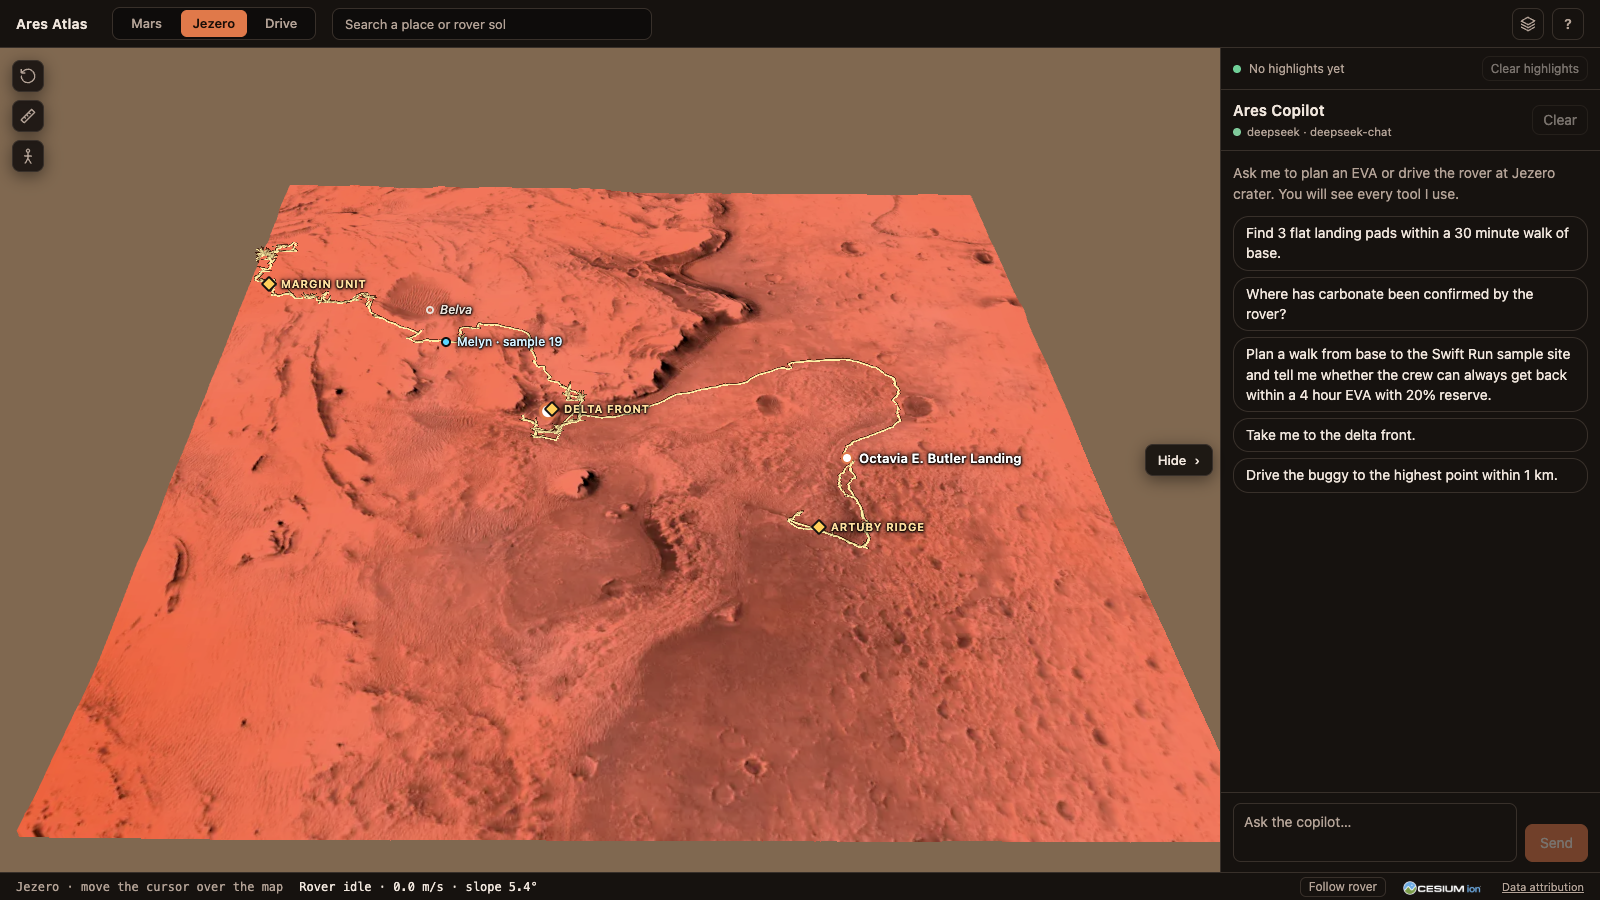 Ares Atlas
Mars
Jezero
Drive
Search a place or rover sol
?
No highlights yet
Clear highlights
Ares Copilot
deepseek · deepseek-chat
Clear
Ask me to plan an EVA or drive the rover at Jezero
crater. You will see every tool I use.
Find 3 flat landing pads within a 30 minute walk of
base.
Where has carbonate been confirmed by the
rover?
Plan a walk from base to the Swift Run sample site
and tell me whether the crew can always get back
within a 4 hour EVA with 20% reserve.
Take me to the delta front.
Drive the buggy to the highest point within 1 km.
MARGIN UNIT
Belva
Melyn · sample 19
DELTA FRONT
Octavia E. Butler Landing
ARTUBY RIDGE
Hide ›
Ask the copilot...
Send
Jezero · move the cursor over the map
Rover idle · 0.0 m/s · slope 5.4°
Follow rover
CESIUM ion
Data attribution